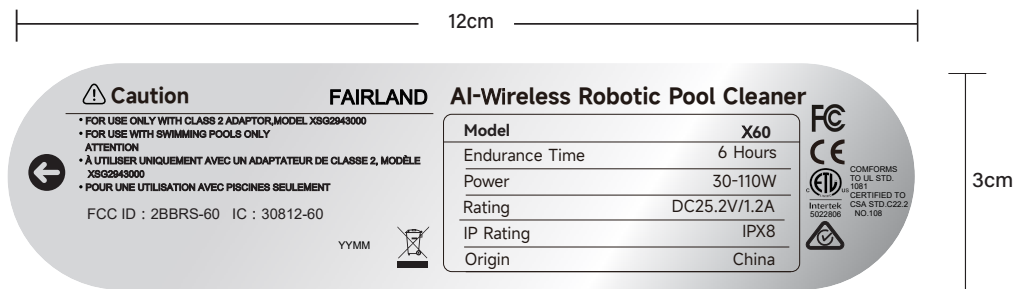 12cm
Caution
FAIRLAND
• FOR USE ONLY WITH CLASS 2 ADAPTOR,MODEL XSG2943000
• FOR USE WITH SWIMMING POOLS ONLY
ATTENTION
• À UTILISER UNIQUEMENT AVEC UN ADAPTATEUR DE CLASSE 2, MODÈLE
XSG2943000
• POUR UNE UTILISATION AVEC PISCINES SEULEMENT
FCC ID : 2BBRS-60 IC : 30812-60
YYMM
AI-Wireless Robotic Pool Cleaner
Model X60
Endurance Time 6 Hours
Power 30-110W
Rating DC25.2V/1.2A
IP Rating IPX8
Origin China
FC
CE
C ETL US
Intertek
5022806
COMFORMS
TO UL STD.
1081
CERTIFIED TO
CSA STD.C22.2
NO.108
3cm